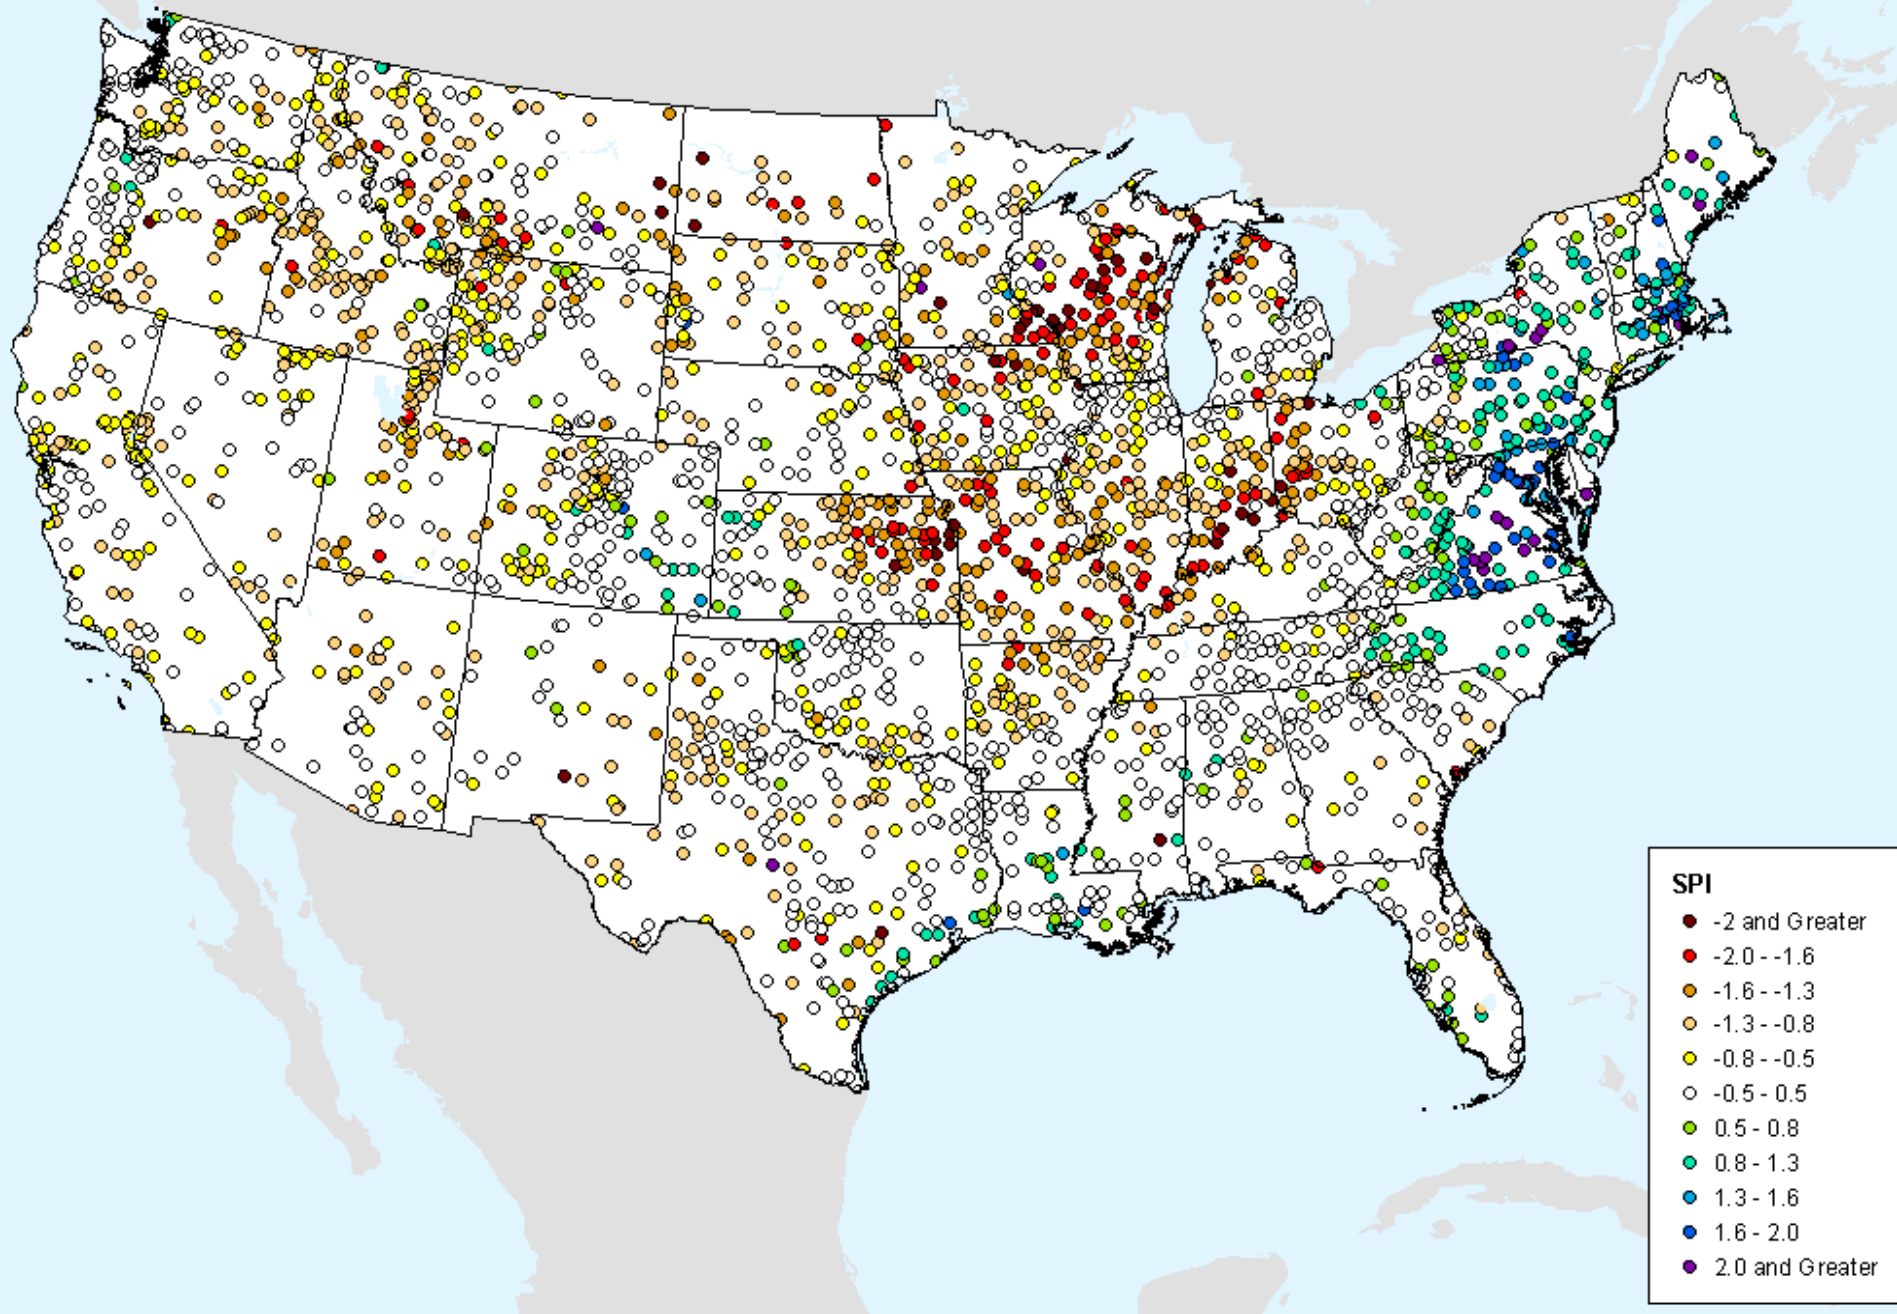 SPI
-2 and Greater
-2.0 - -1.6
-1.6 - -1.3
-1.3 - -0.8
-0.8 - -0.5
-0.5 - 0.5
0.5 - 0.8
0.8 - 1.3
1.3 - 1.6
1.6 - 2.0
2.0 and Greater